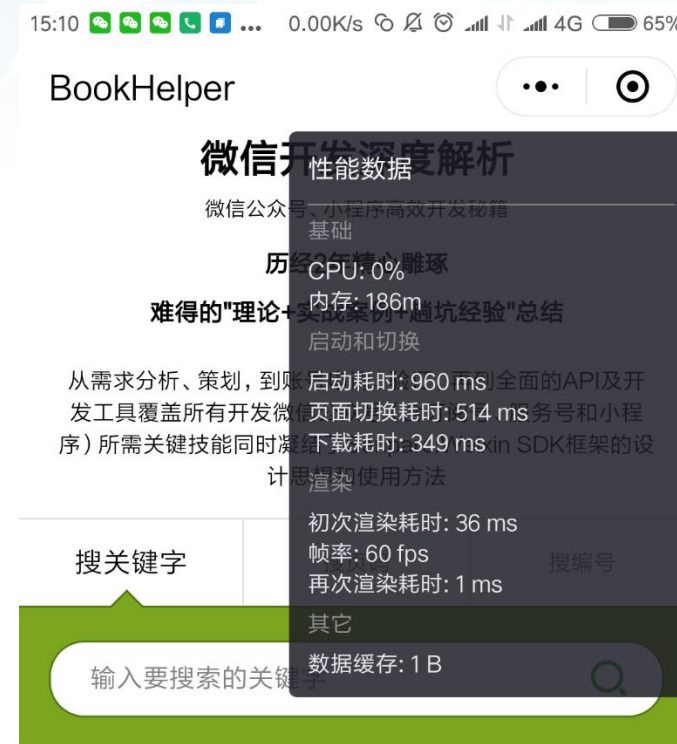 15:10 ... 0.00K/s 4G 65%
BookHelper
微信开发深度解析
微信公众号、小程序高效开发秘籍
历经2年精心雕琢
难得的"理论+实战案例+趟坑经验"总结
从需求分析、策划，到账 到全面的API及开
发工具覆盖所有开发微信 服务号和小程
序）所需关键技能同时凝结 in SDK框架的设
计思想和使用方法
搜关键字
搜页码
搜编号
输入要搜索的关键字
性能数据
基础
CPU: 0%
内存: 186m
启动和切换
启动耗时: 960 ms
页面切换耗时: 514 ms
下载耗时: 349 ms
渲染
初次渲染耗时: 36 ms
帧率: 60 fps
再次渲染耗时: 1 ms
其它
数据缓存: 1 B